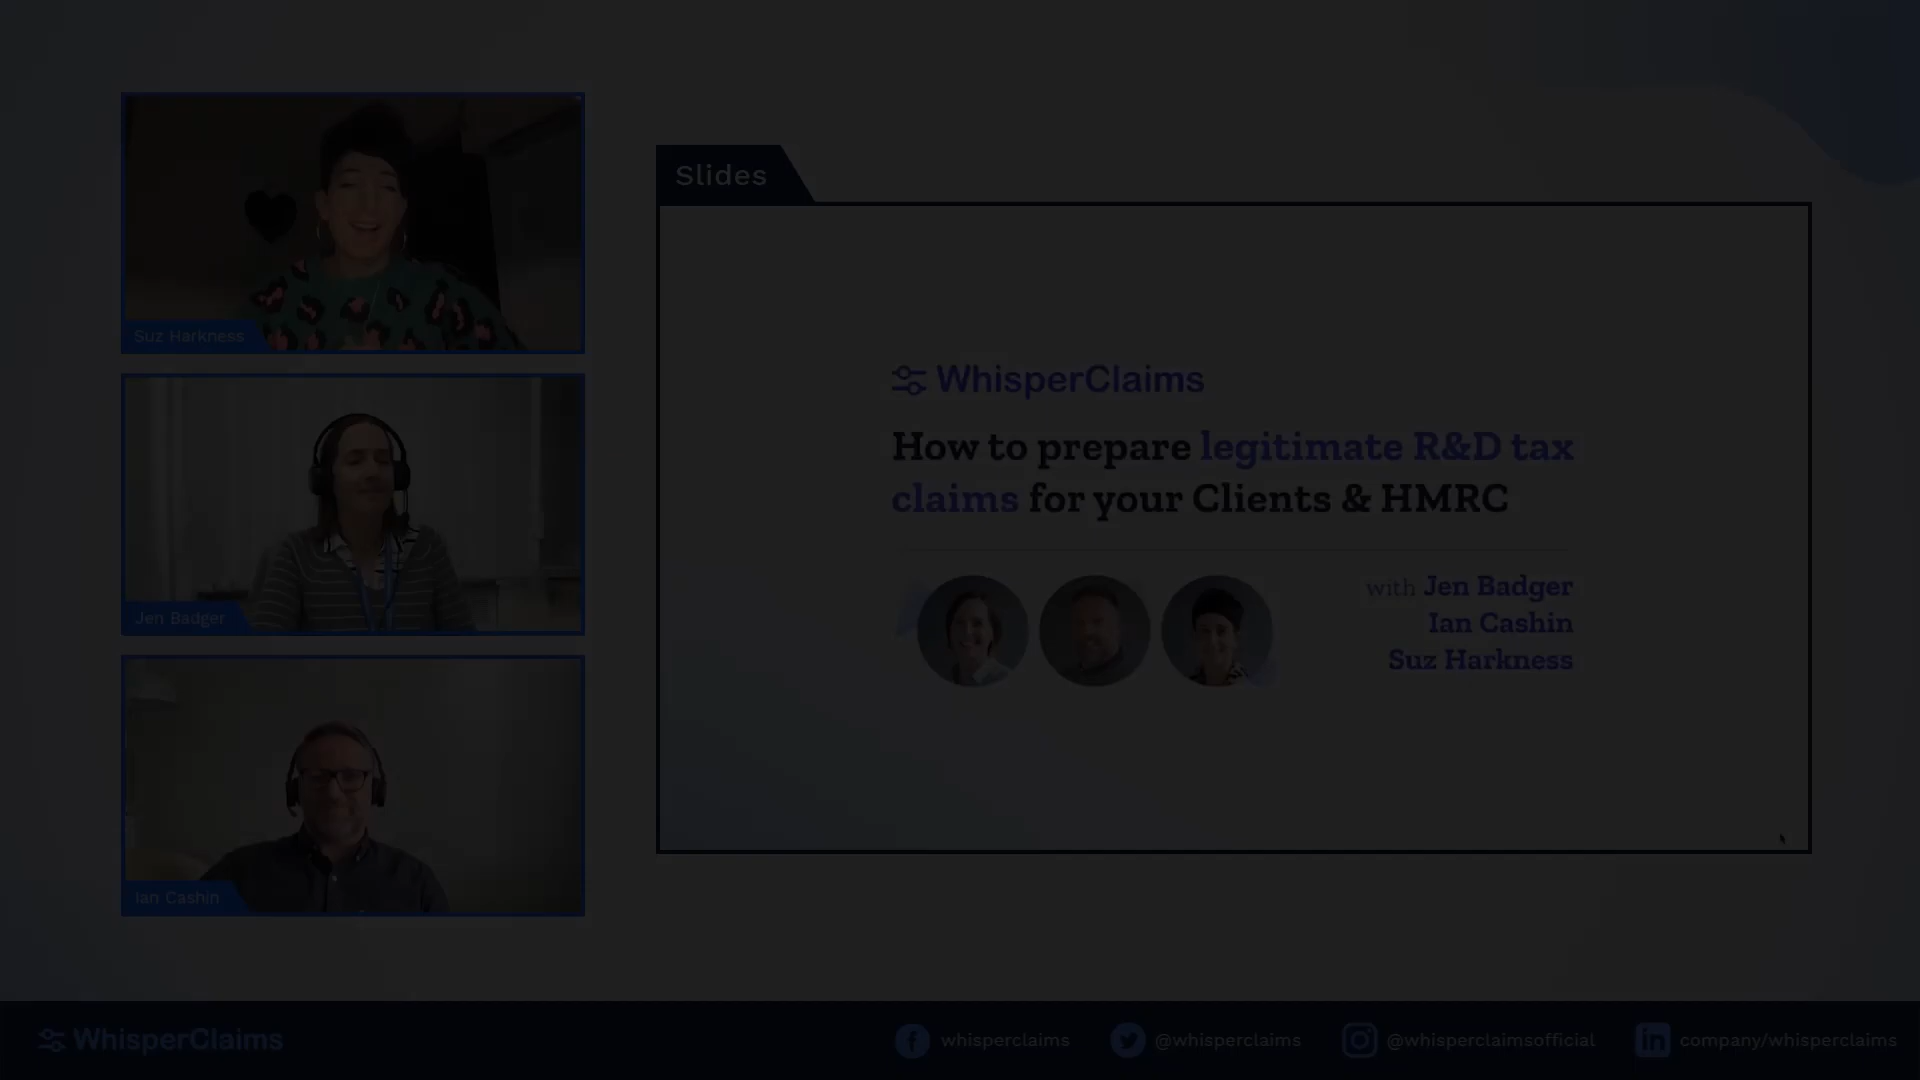 Suz Harkness
Jen Badger
Ian Cashin
Slides
WhisperClaims
How to prepare legitimate R&D tax
claims for your Clients & HMRC
with Jen Badger
Ian Cashin
Suz Harkness
WhisperClaims
whisperclaims
@whisperclaims
@whisperclaimsofficial
company/whisperclaims